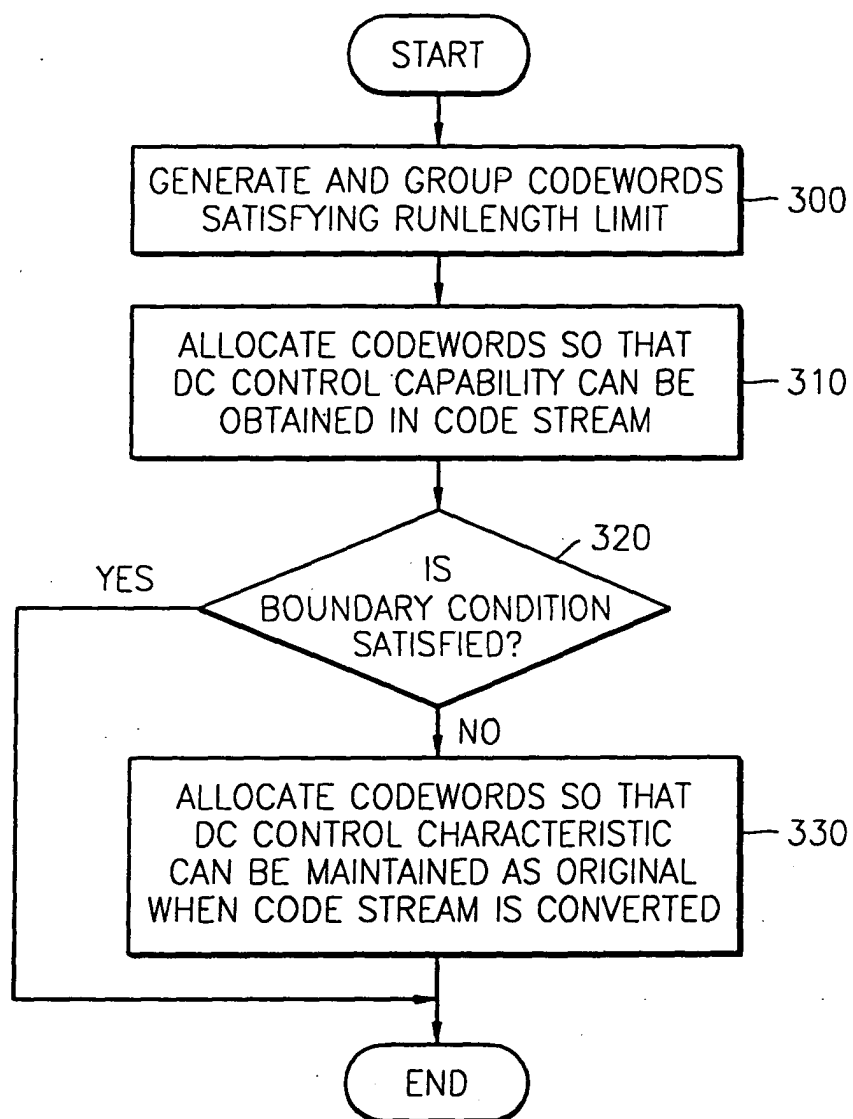 START
GENERATE AND GROUP CODEWORDS
SATISFYING RUNLENGTH LIMIT
300
ALLOCATE CODEWORDS SO THAT
DC CONTROL CAPABILITY CAN BE
OBTAINED IN CODE STREAM
310
320
YES
IS
BOUNDARY CONDITION
SATISFIED?
NO
ALLOCATE CODEWORDS SO THAT
DC CONTROL CHARACTERISTIC
CAN BE MAINTAINED AS ORIGINAL
WHEN CODE STREAM IS CONVERTED
330
END